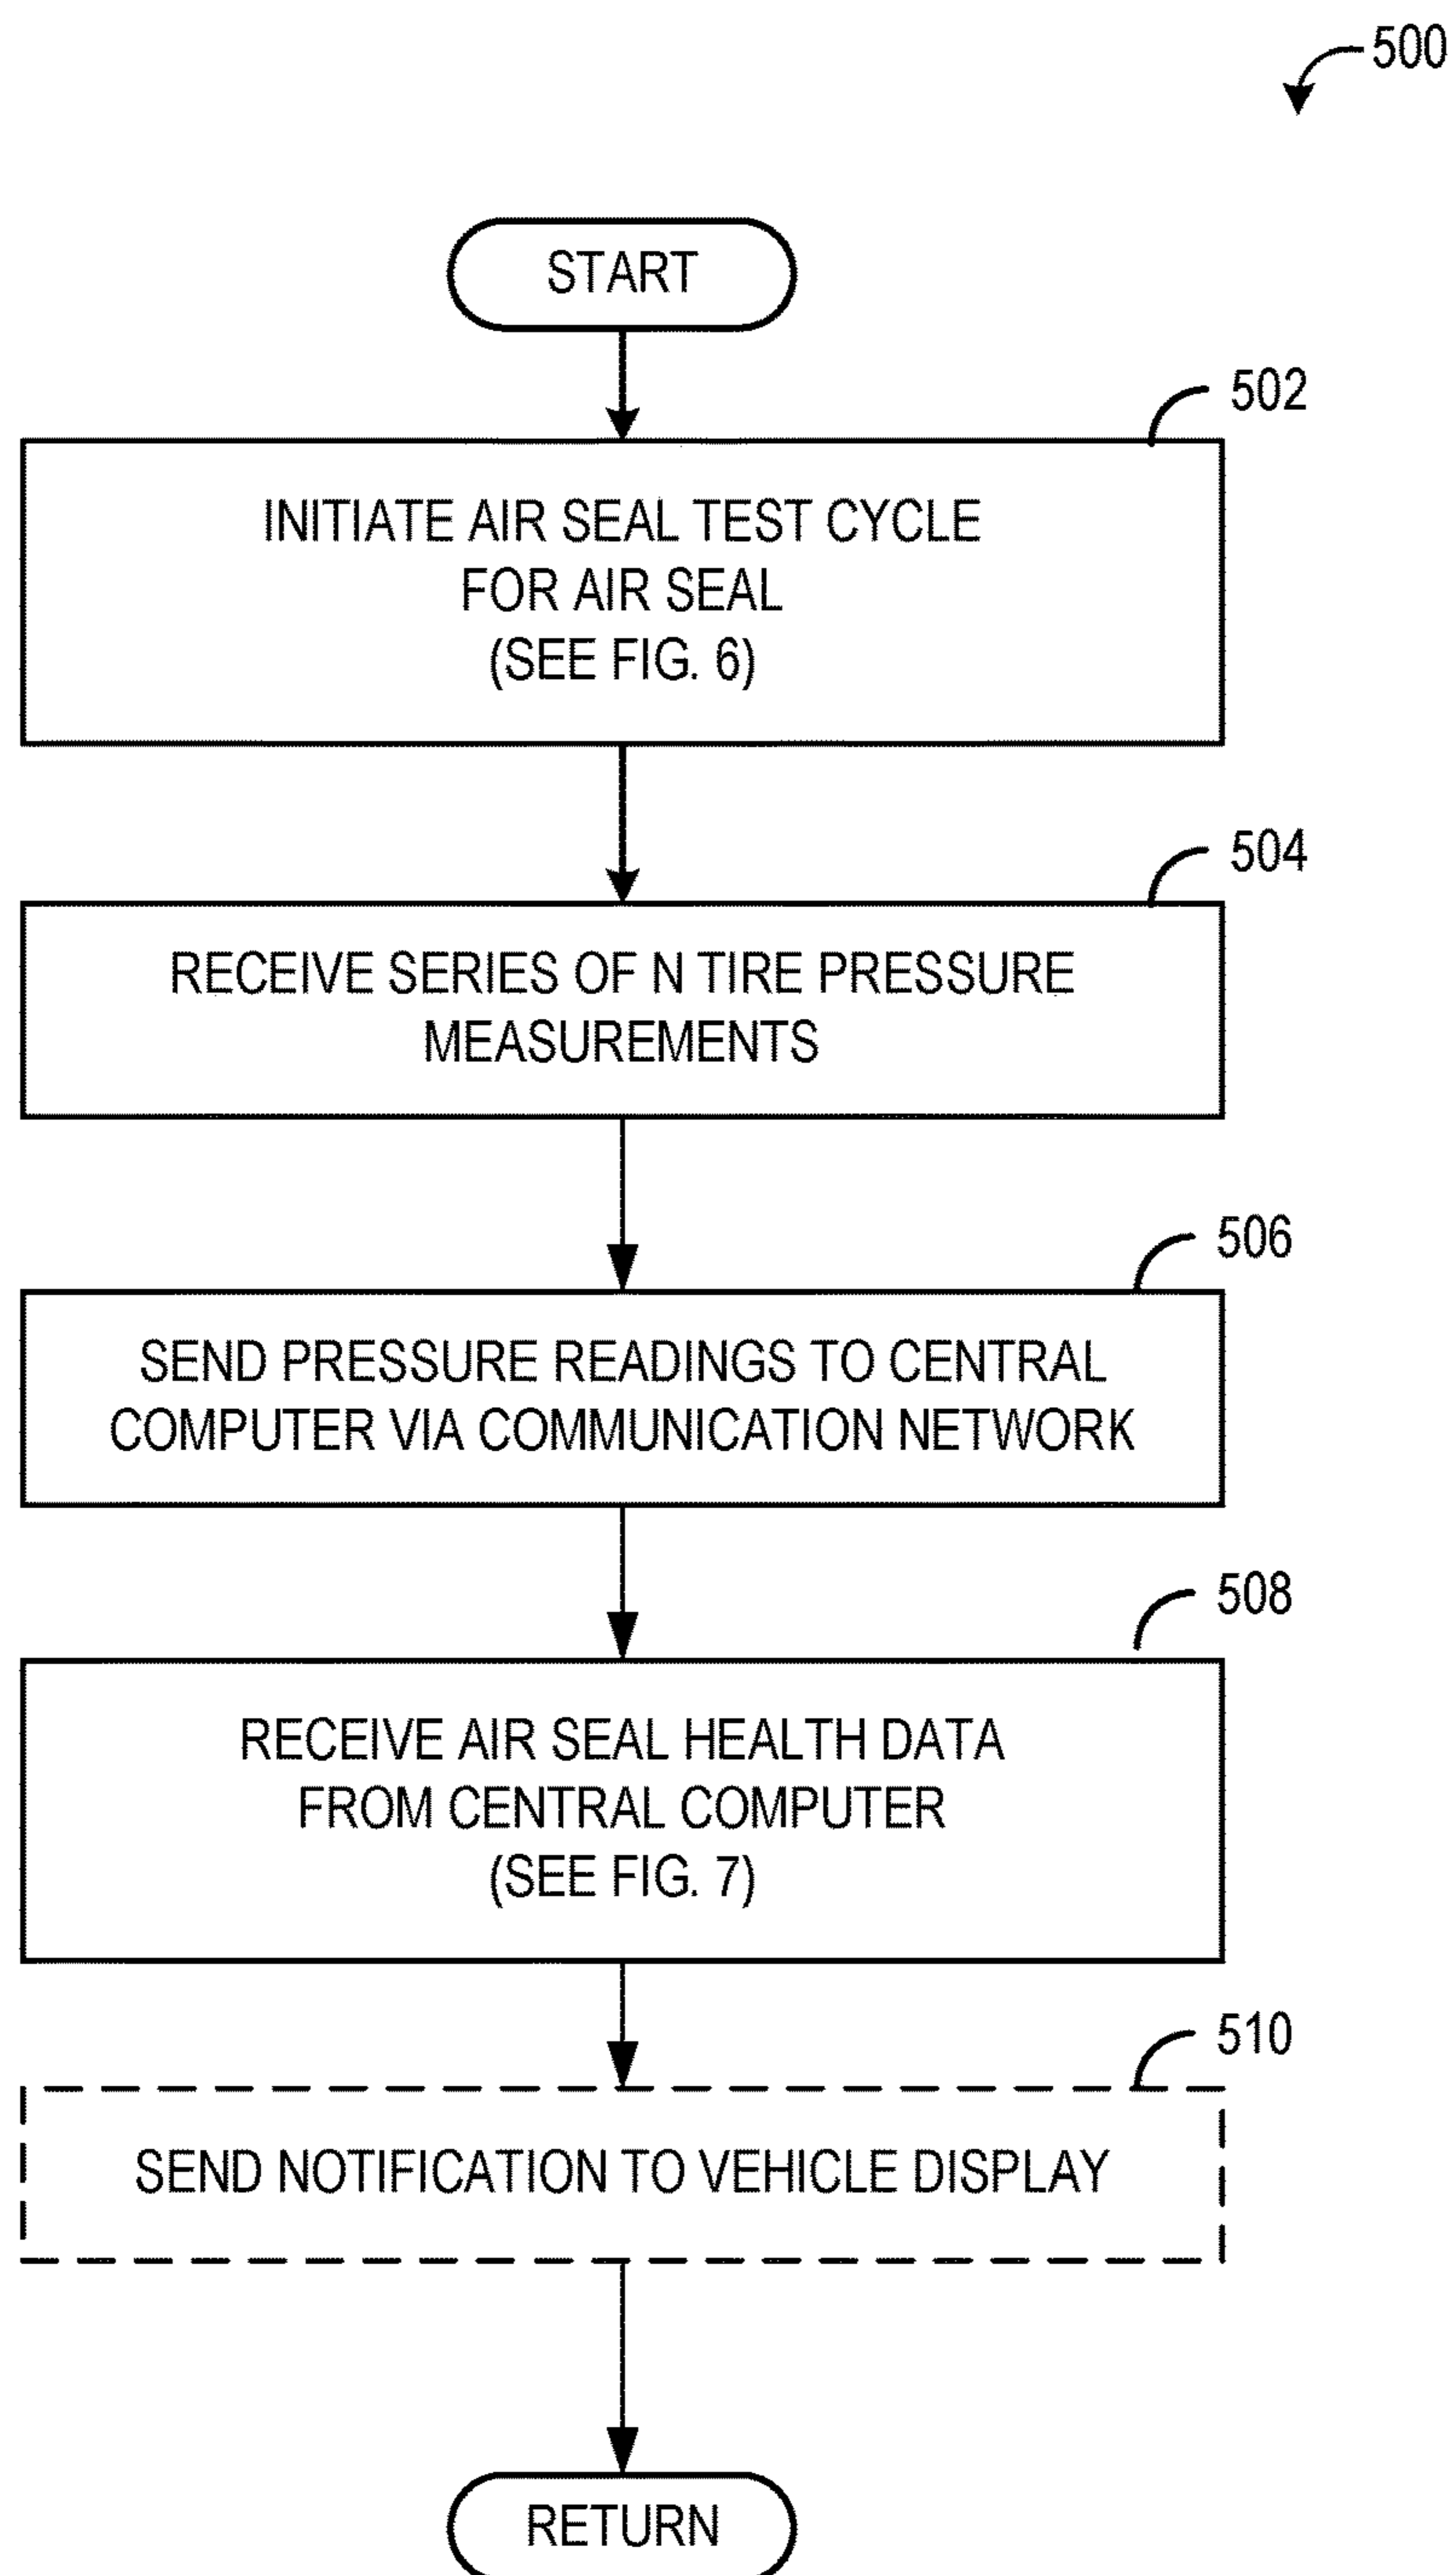 500
START
502
INITIATE AIR SEAL TEST CYCLE
FOR AIR SEAL
(SEE FIG. 6)
504
RECEIVE SERIES OF N TIRE PRESSURE
MEASUREMENTS
506
SEND PRESSURE READINGS TO CENTRAL
COMPUTER VIA COMMUNICATION NETWORK
508
RECEIVE AIR SEAL HEALTH DATA
FROM CENTRAL COMPUTER
(SEE FIG. 7)
510
SEND NOTIFICATION TO VEHICLE DISPLAY
RETURN